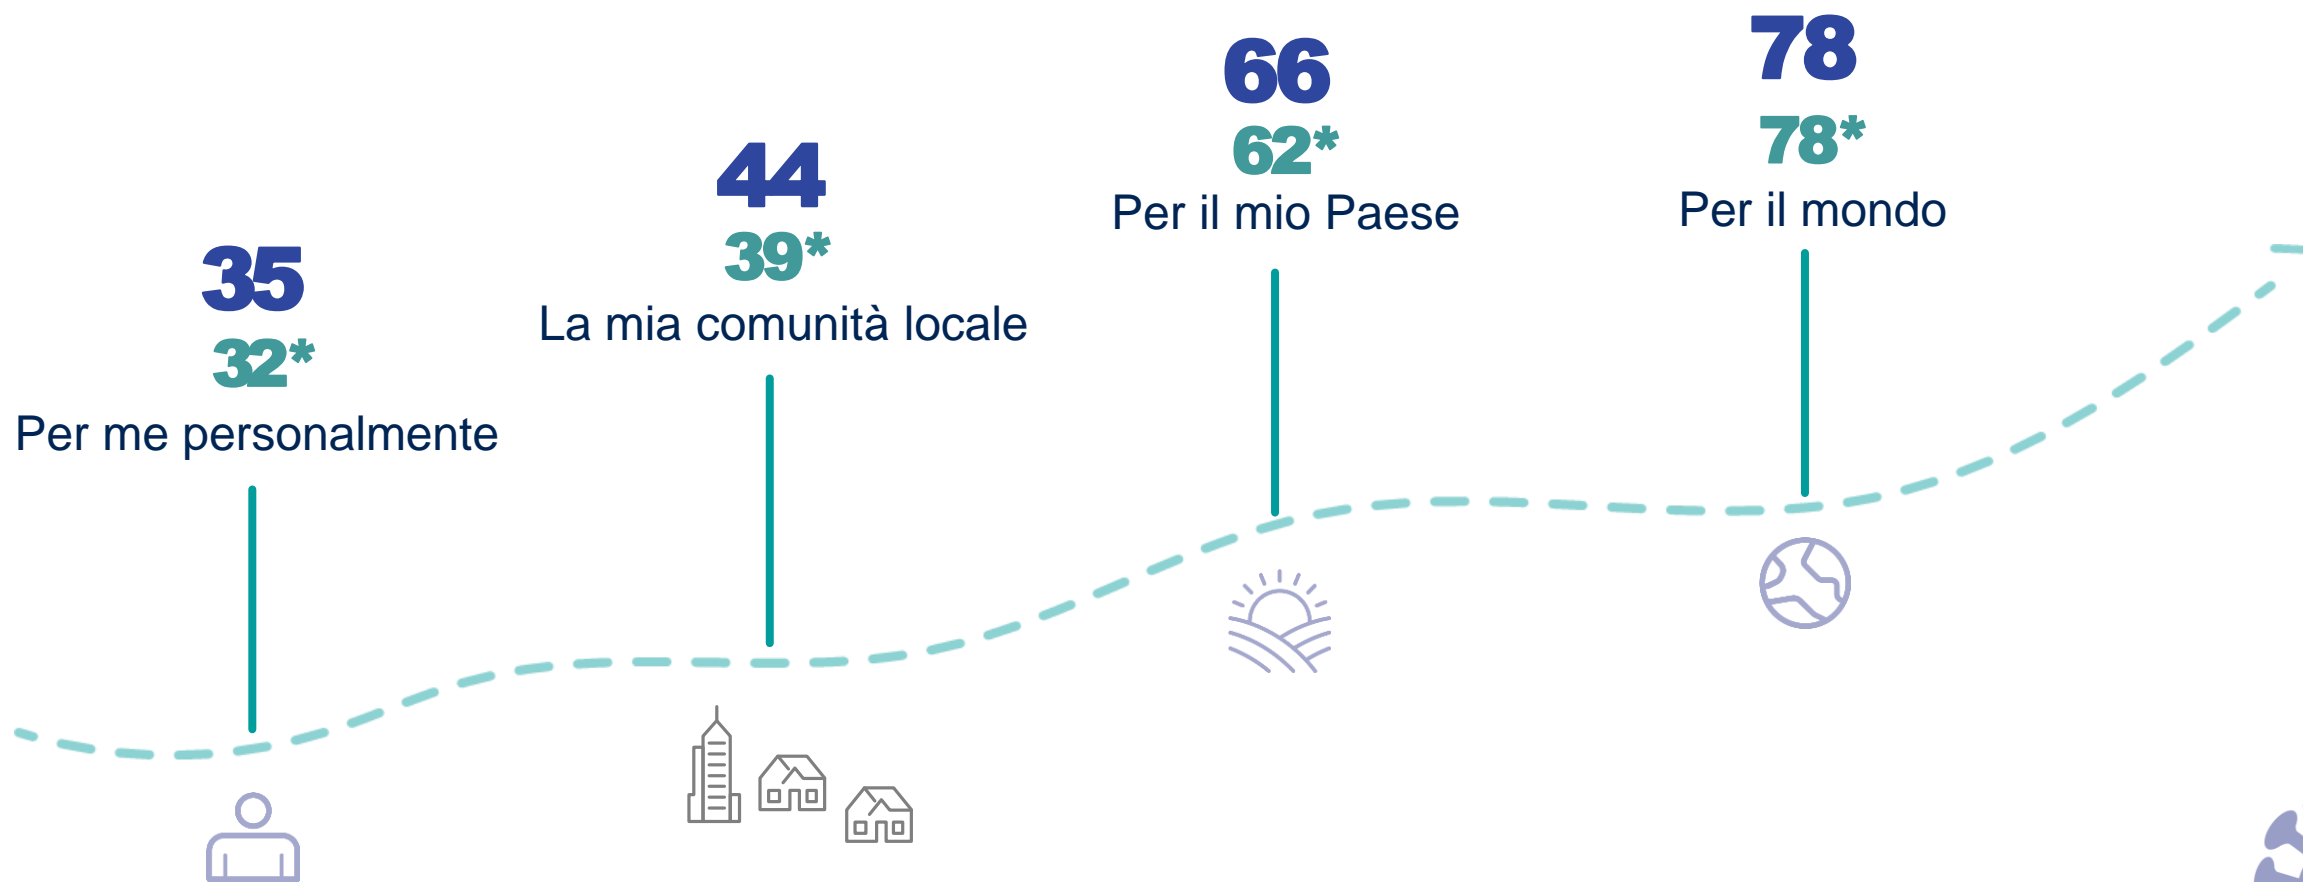 35
32*
Per me personalmente
44
39*
La mia comunità locale
66
62*
Per il mio Paese
78
78*
Per il mondo